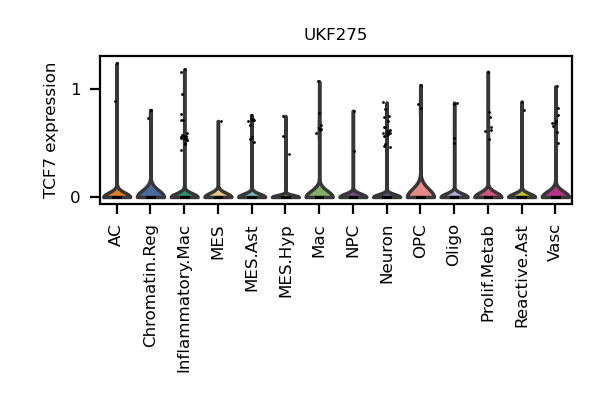 UKF275
TCF7 expression
1
0
AC
Chromatin.Reg
Inflammatory.Mac
MES
MES.Ast
MES.Hyp
Mac
NPC
Neuron
OPC
Oligo
Prolif.Metab
Reactive.Ast
Vasc